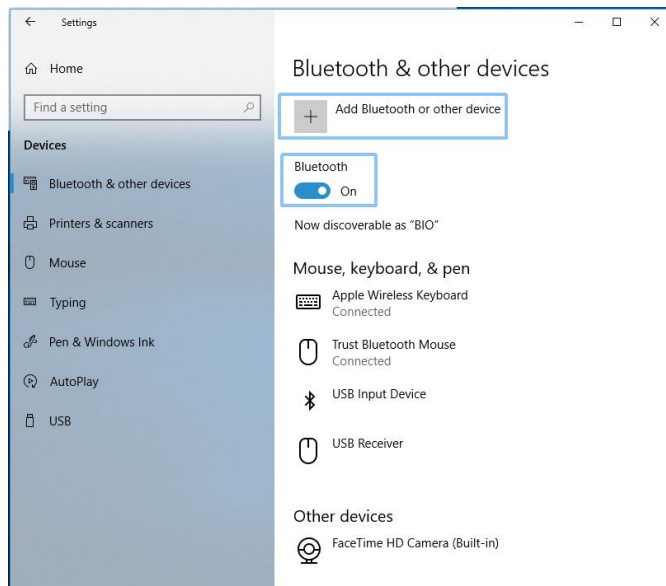 Settings
Home
Find a setting
Devices
Bluetooth & other devices
Printers & scanners
Mouse
Typing
Pen & Windows Ink
AutoPlay
USB
Bluetooth & other devices
Add Bluetooth or other device
Bluetooth
On
Now discoverable as “BIO”
Mouse, keyboard, & pen
Apple Wireless Keyboard
Connected
Trust Bluetooth Mouse
Connected
USB Input Device
USB Receiver
Other devices
FaceTime HD Camera (Built-in)